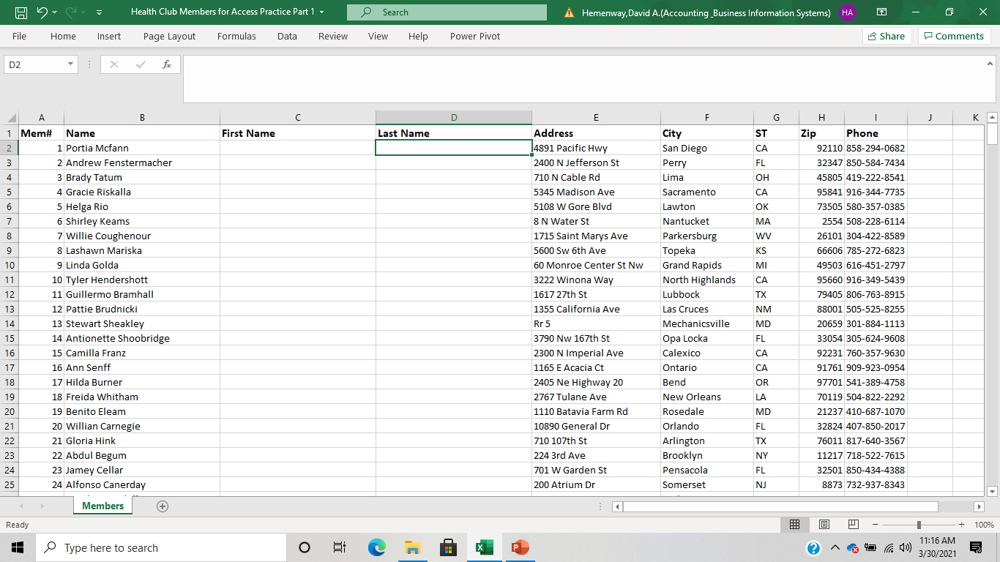 Health Club Members for Access Practice Part 1
Search
Hemenway,David A.(Accounting _Business Information Systems)
HA
File Home Insert Page Layout Formulas Data Review View Help Power Pivot
Share Comments
D2
fx
A B C D E F G H I J K
1 Mem# Name First Name Last Name Address City ST Zip Phone
2 1 Portia Mcfann 4891 Pacific Hwy San Diego CA 92110 858-294-0682
3 2 Andrew Fenstermacher 2400 N Jefferson St Perry FL 32347 850-584-7434
4 3 Brady Tatum 710 N Cable Rd Lima OH 45805 419-222-8541
5 4 Gracie Riskalla 5345 Madison Ave Sacramento CA 95841 916-344-7735
6 5 Helga Rio 5108 W Gore Blvd Lawton OK 73505 580-357-0385
7 6 Shirley Keams 8 N Water St Nantucket MA 2554 508-228-6114
8 7 Willie Coughenour 1715 Saint Marys Ave Parkersburg WV 26101 304-422-8589
9 8 Lashawn Mariska 5600 Sw 6th Ave Topeka KS 66606 785-272-6823
10 9 Linda Golda 60 Monroe Center St Nw Grand Rapids MI 49503 616-451-2797
11 10 Tyler Hendershott 3222 Winona Way North Highlands CA 95660 916-349-5439
12 11 Guillermo Bramhall 1617 27th St Lubbock TX 79405 806-763-8915
13 12 Pattie Brudnicki 1355 California Ave Las Cruces NM 88001 505-525-8255
14 13 Stewart Sheakley Rr 5 Mechanicsville MD 20659 301-884-1113
15 14 Antionette Shoobridge 3790 Nw 167th St Opa Locka FL 33054 305-624-9608
16 15 Camilla Franz 2300 N Imperial Ave Calexico CA 92231 760-357-9630
17 16 Ann Senff 1165 E Acacia Ct Ontario CA 91761 909-923-0954
18 17 Hilda Burner 2405 Ne Highway 20 Bend OR 97701 541-389-4758
19 18 Freida Whitham 2767 Tulane Ave New Orleans LA 70119 504-822-2292
20 19 Benito Eleam 1110 Batavia Farm Rd Rosedale MD 21237 410-687-1070
21 20 Willian Carnegie 10890 General Dr Orlando FL 32824 407-850-2017
22 21 Gloria Hink 710 107th St Arlington TX 76011 817-640-3567
23 22 Abdul Begum 224 3rd Ave Brooklyn NY 11217 718-522-7615
24 23 Jamey Cellar 701 W Garden St Pensacola FL 32501 850-434-4388
25 24 Alfonso Canerday 200 Atrium Dr Somerset NJ 8873 732-937-8343
Members
Ready
100%
Type here to search
11:16 AM
3/30/2021